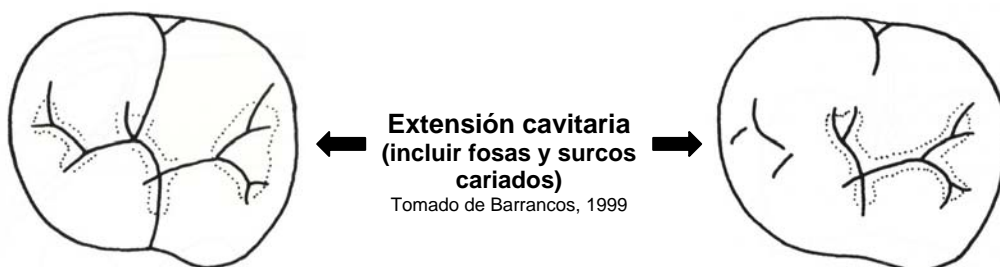 Extensión cavitaria
(incluir fosas y surcos
cariados)
Tomado de Barrancos, 1999